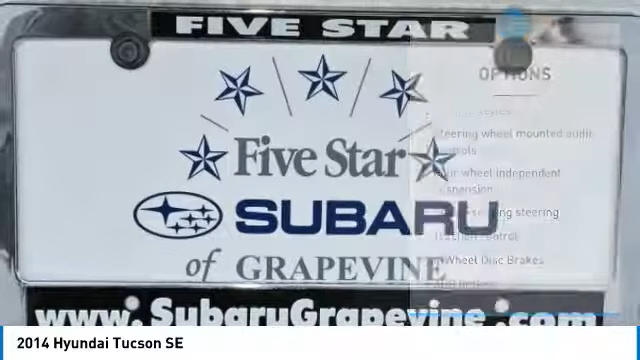 FIVE STAR
OPTIONS
Steering wheel mounted audio
controls
Four wheel independent
suspension
Five Star
steering
SUBARU
Traction control
of GRAPEVINE
Wheel Disc Brakes
www.SubaruGrapevine.com
2014 Hyundai Tucson SE